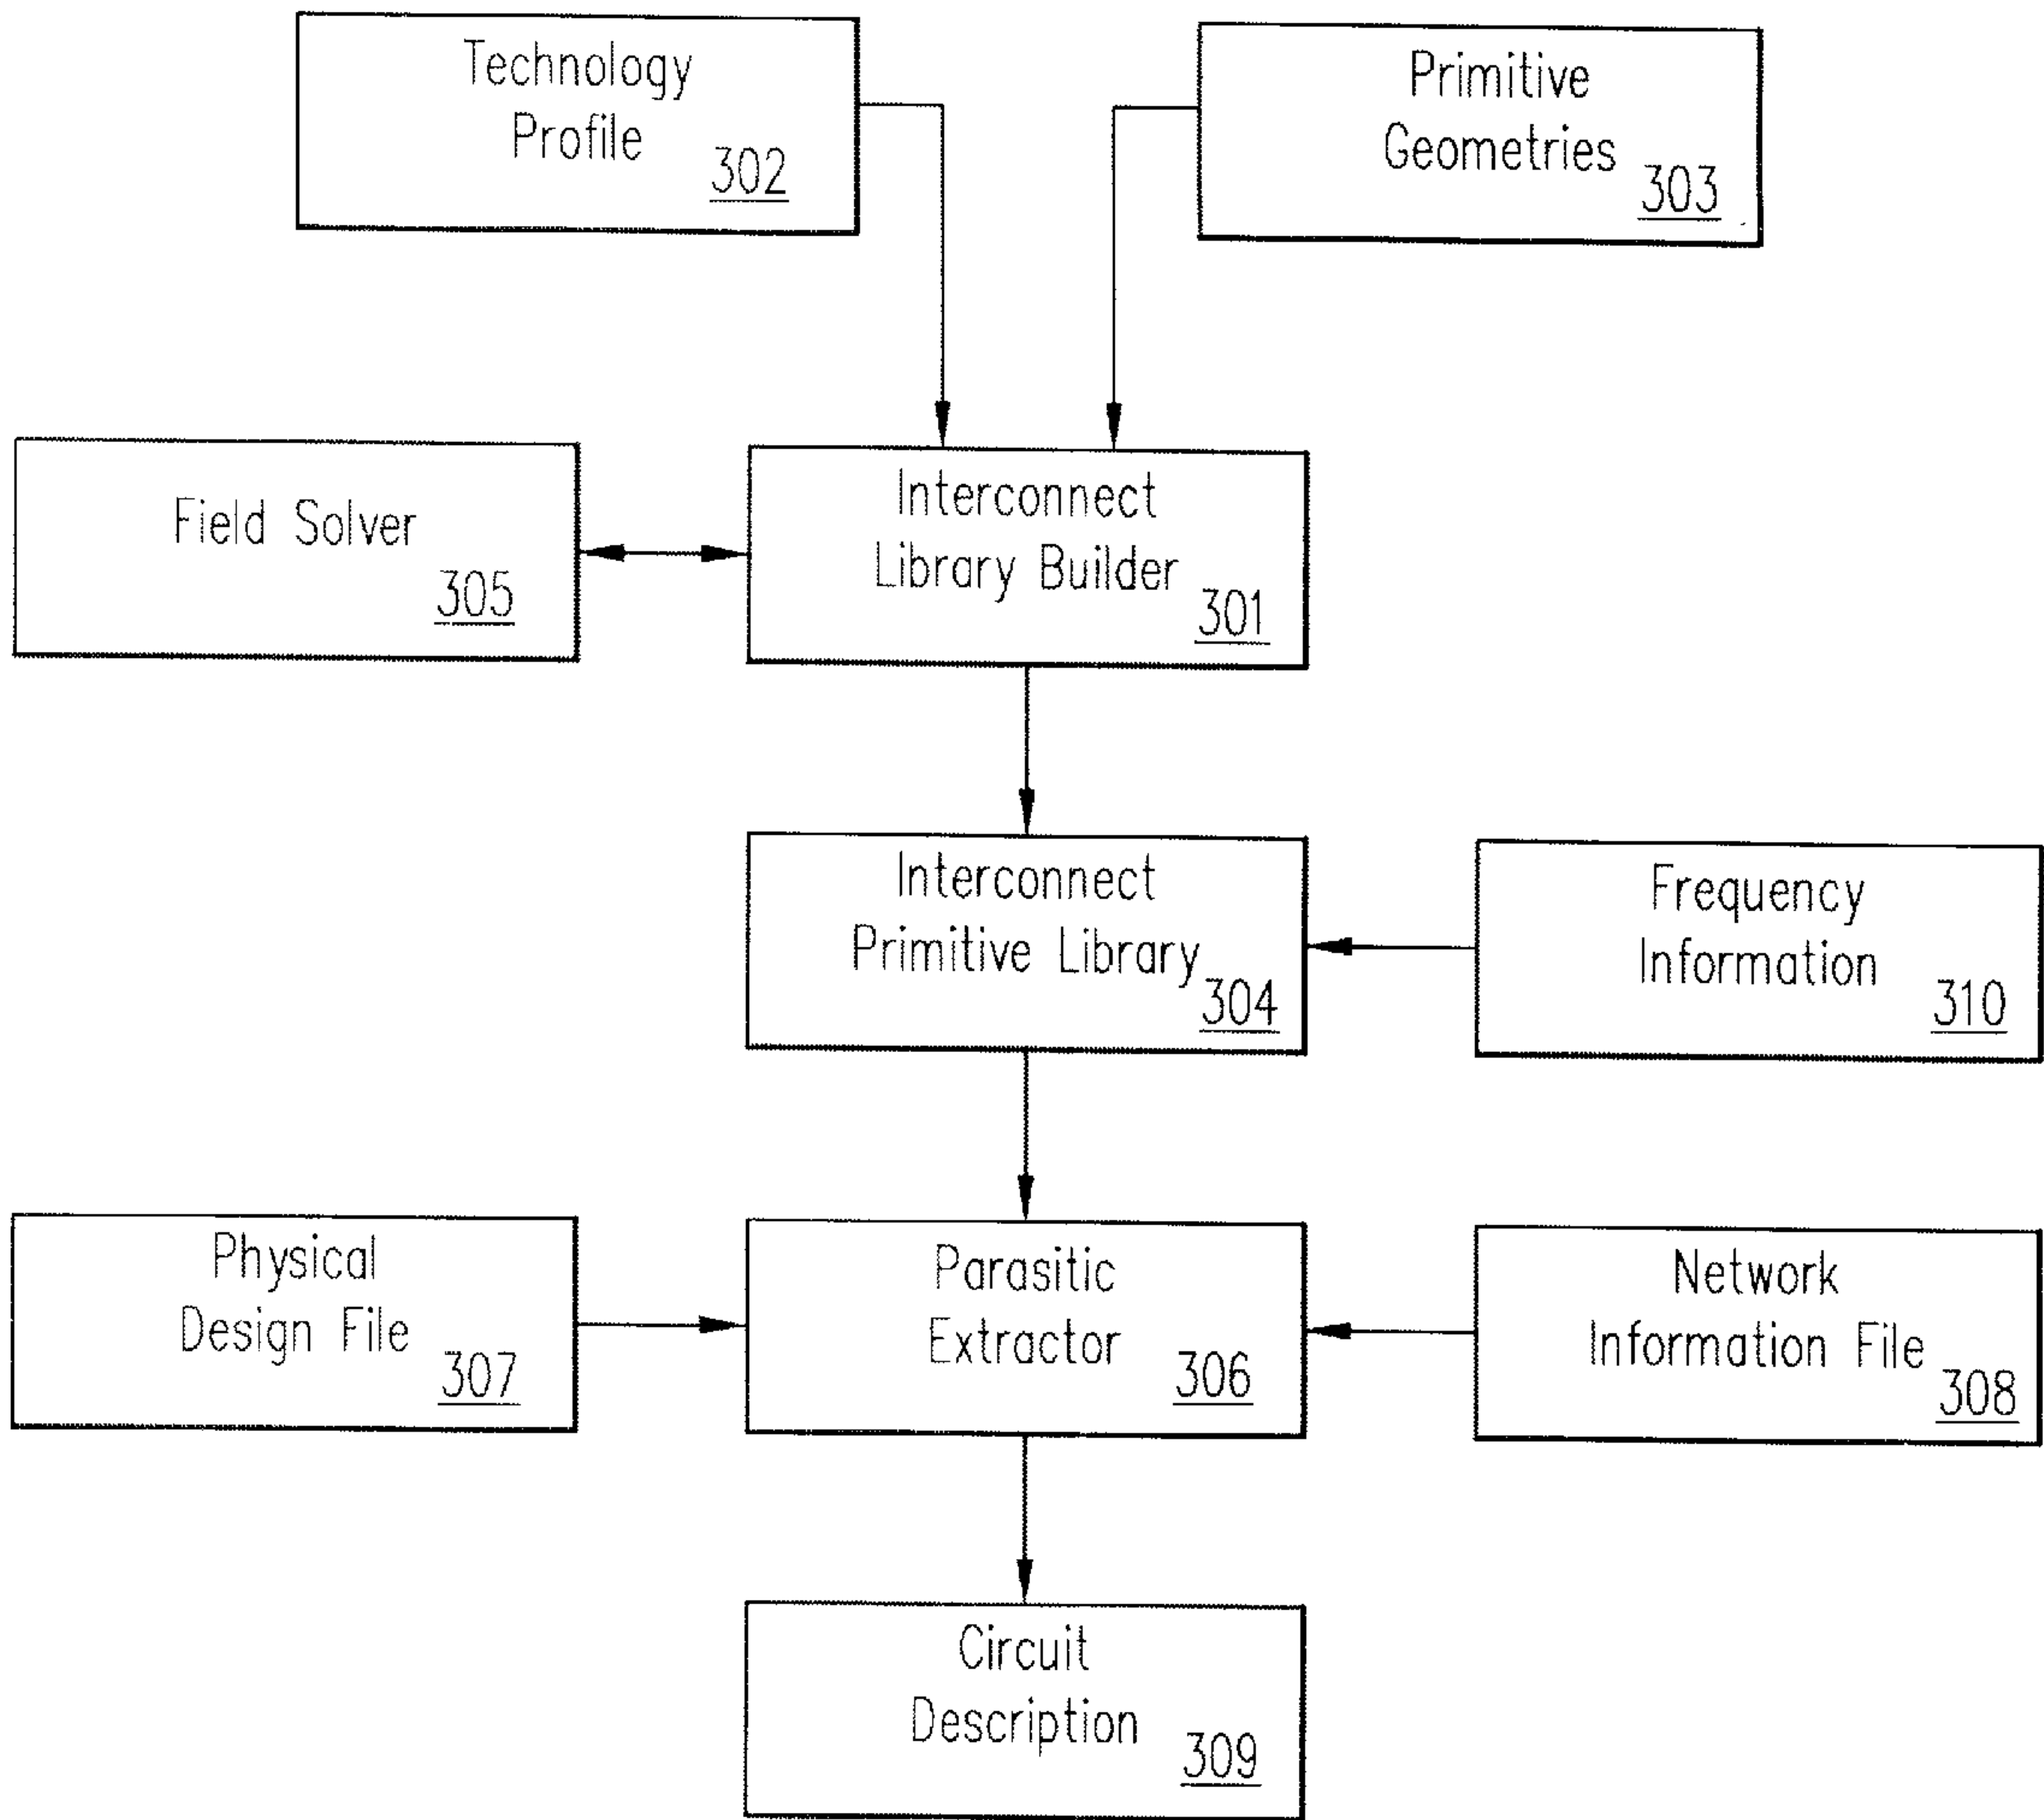 Technology
Profile
302
Primitive
Geometries
303
Field Solver
305
Interconnect
Library Builder
301
Interconnect
Primitive Library
304
Frequency
Information
310
Physical
Design File
307
Parasitic
Extractor
306
Network
Information File
308
Circuit
Description
309